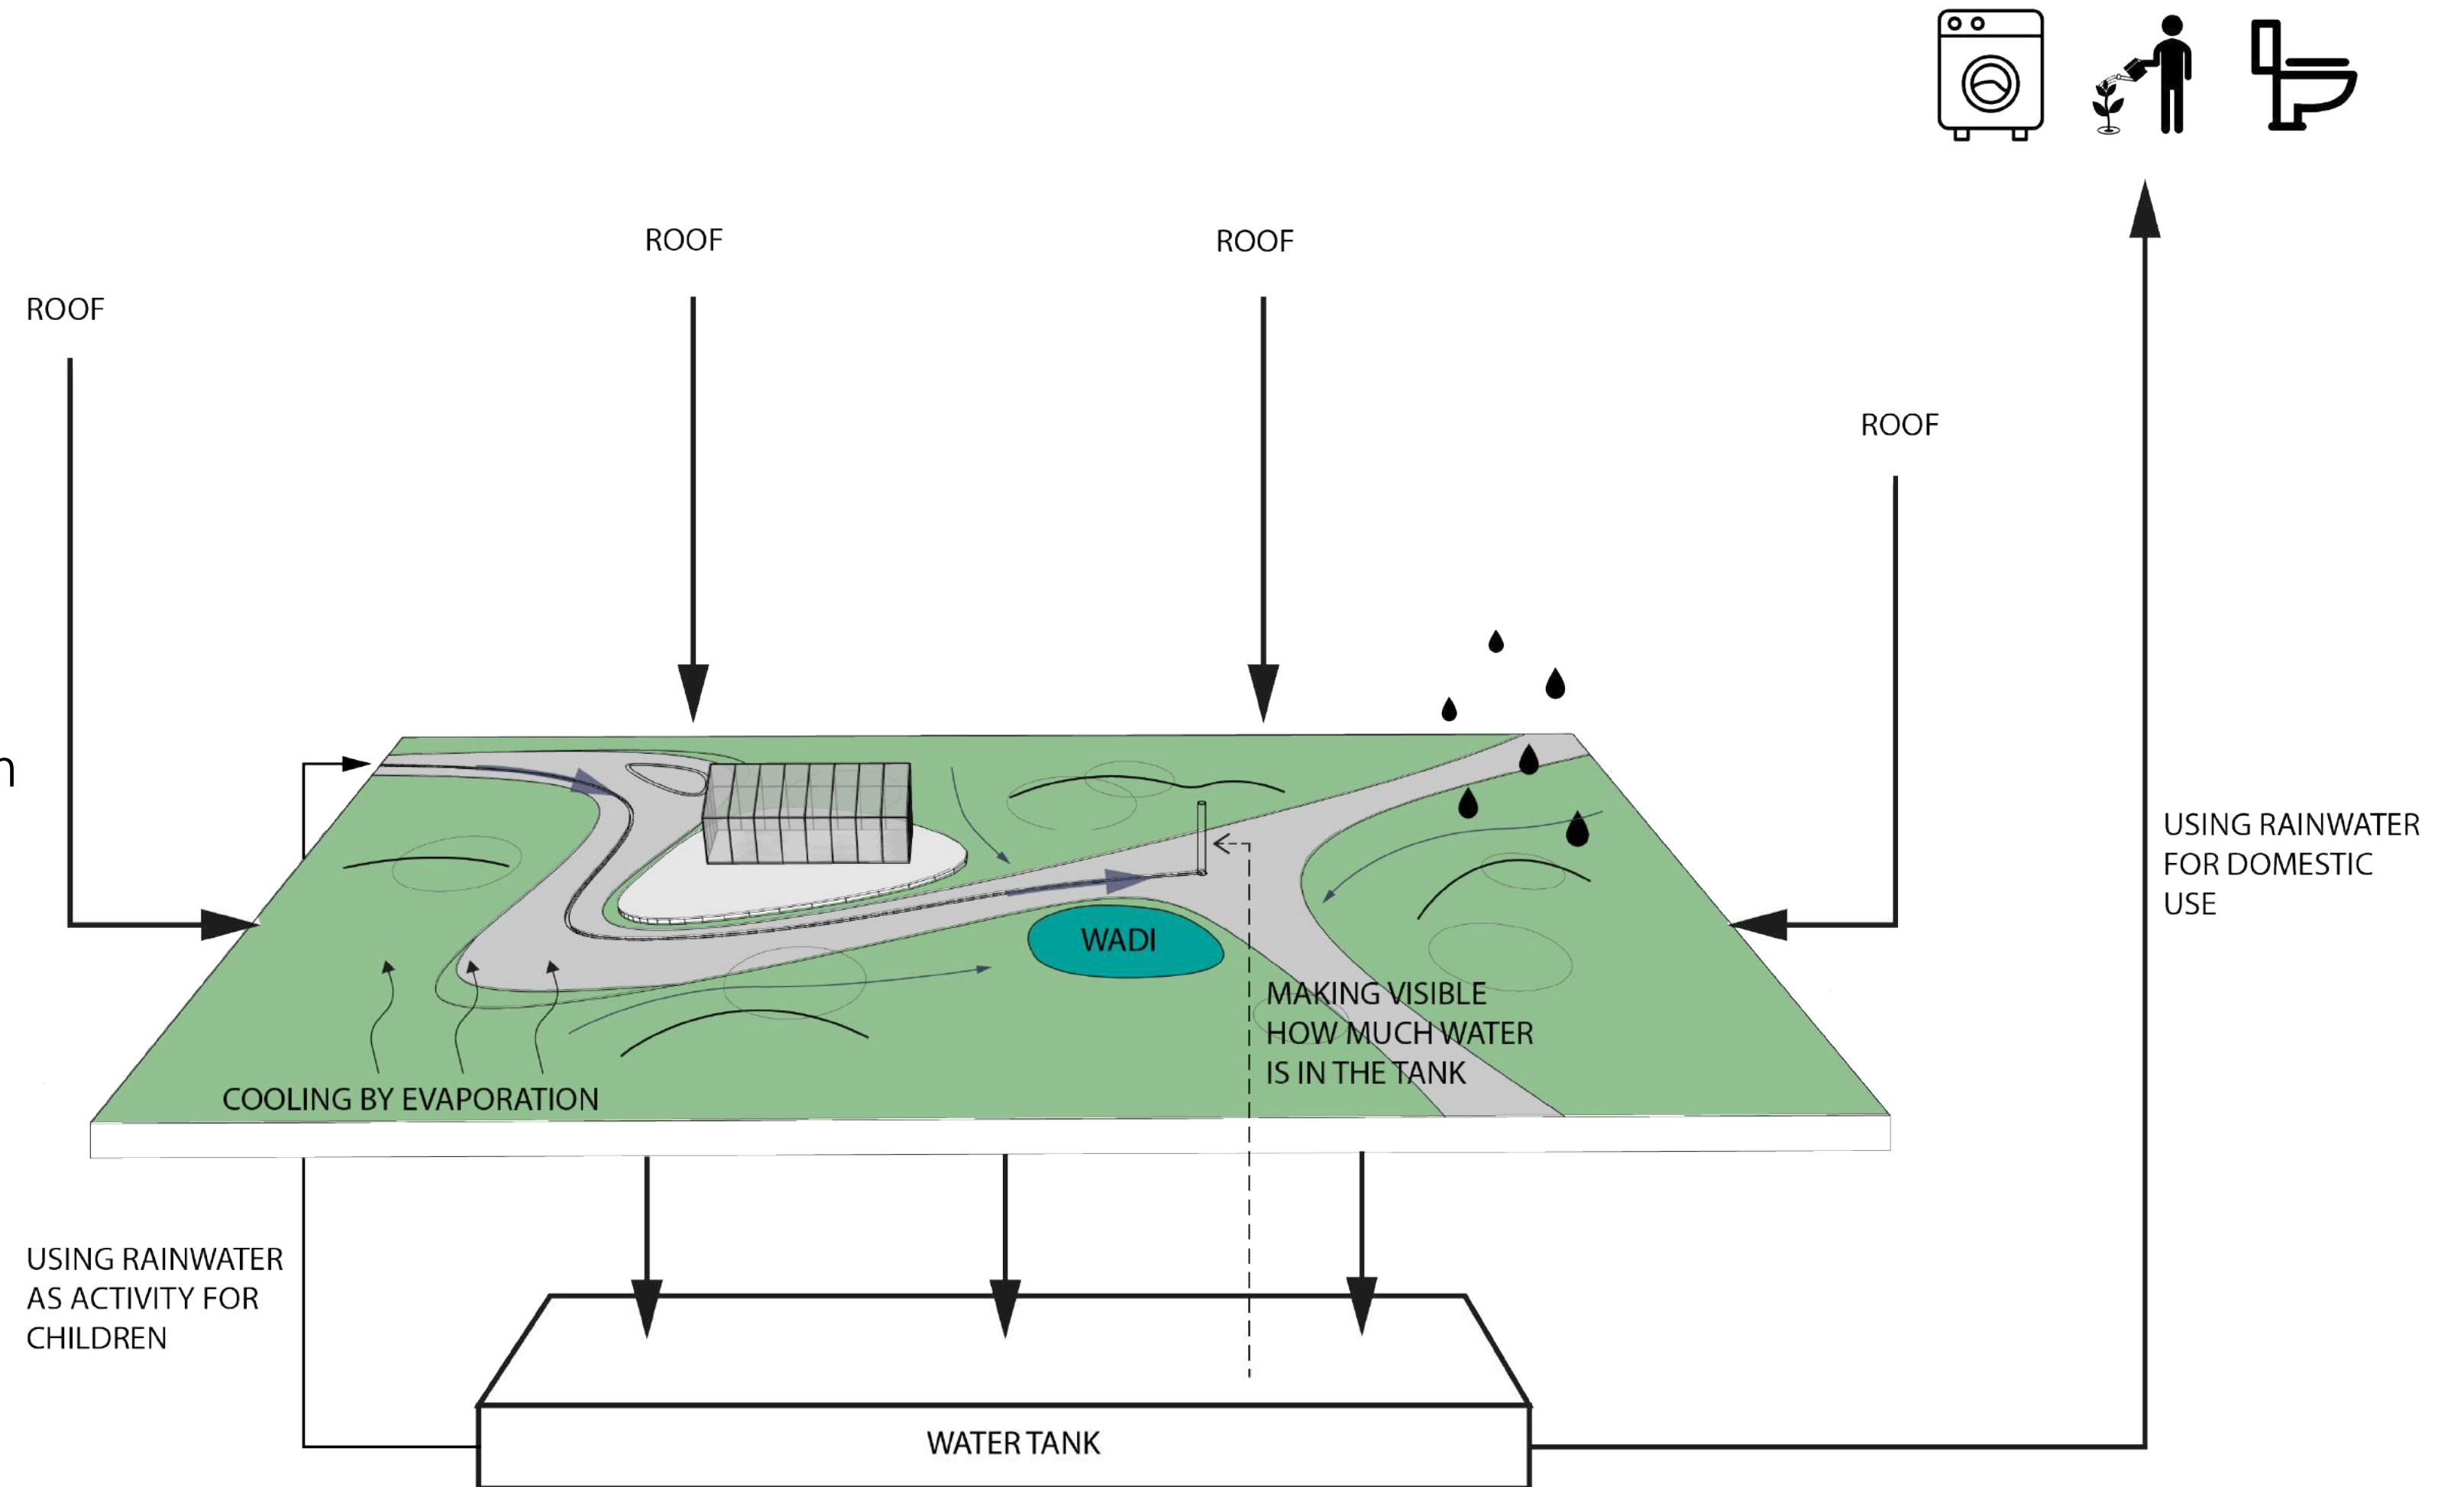 ROOF
ROOF
ROOF
ROOF
n
USING RAINWATER
FOR DOMESTIC
USE
WADI
MAKING VISIBLE
HOW MUCH WATER
IS IN THE TANK
COOLING BY EVAPORATION
USING RAINWATER
AS ACTIVITY FOR
CHILDREN
WATER TANK